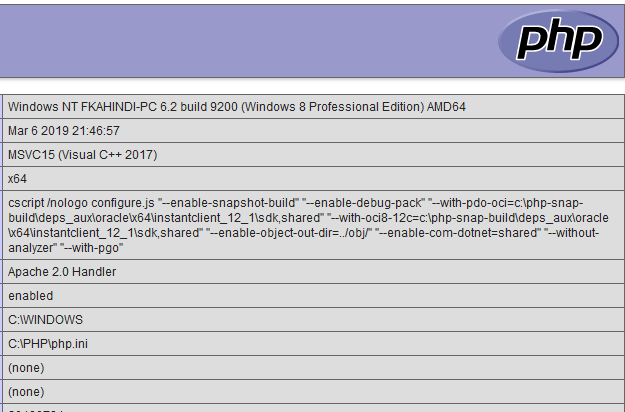 php
Windows NT FKAHINDI-PC 6.2 build 9200 (Windows 8 Professional Edition) AMD64
Mar 6 2019 21:46:57
MSVC15 (Visual C++ 2017)
x64
cscript /nologo configure.js "--enable-snapshot-build" "--enable-debug-pack" "--with-pdo-oci=c:\php-snap-
build\deps_aux\oracle\x64\instantclient_12_1\sdk,shared" "--with-oci8-12c=c:\php-snap-build\deps_aux\oracle
\x64\instantclient_12_1\sdk,shared" "--enable-object-out-dir=../obj/" "--enable-com-dotnet=shared" "--without-
analyzer" "--with-pgo"
Apache 2.0 Handler
enabled
C:\WINDOWS
C:\PHP\php.ini
(none)
(none)